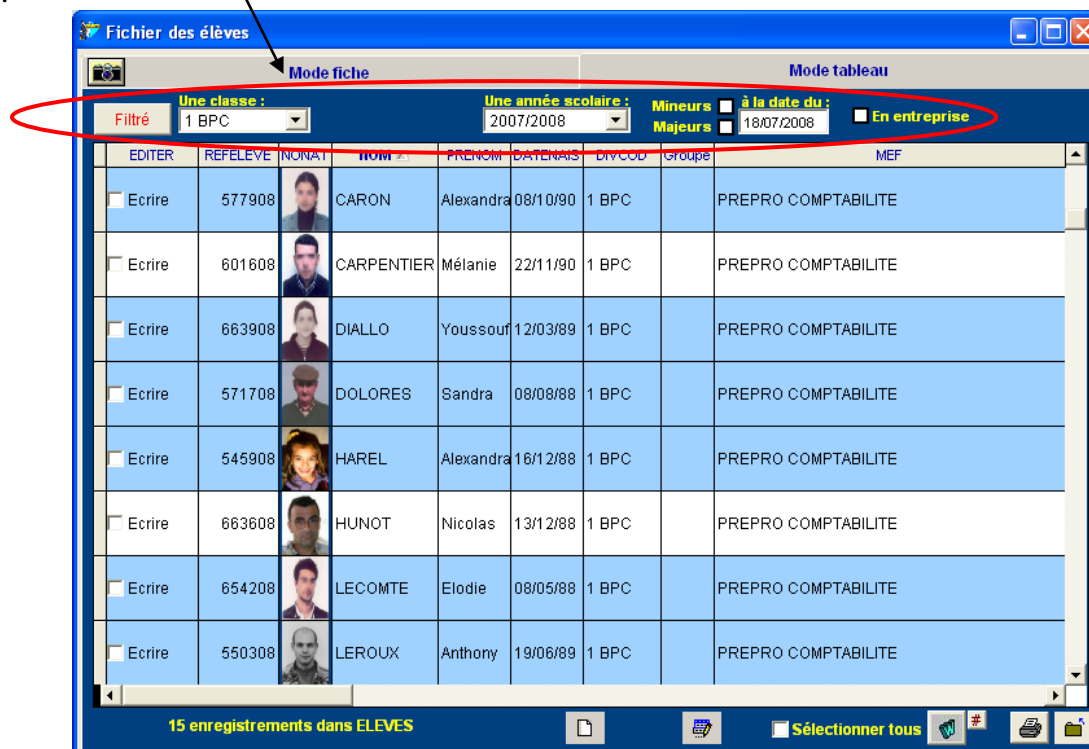 Fichier des élèves
Mode fiche Mode tableau
Filtré Une classe : 1 BPC Une année scolaire : 2007/2008 Mineurs Majeurs à la date du : 18/07/2008 En entreprise
EDITER REFELEVE NONAT NOM PRENOM DATENAIS DIVCOD Groupe MEF
Ecrire 577908 CARON Alexandra 08/10/90 1 BPC PREPRO COMPTABILITE
Ecrire 601608 CARPENTIER Mélanie 22/11/90 1 BPC PREPRO COMPTABILITE
Ecrire 663908 DIALLO Youssouf 12/03/89 1 BPC PREPRO COMPTABILITE
Ecrire 571708 DOLORES Sandra 08/08/88 1 BPC PREPRO COMPTABILITE
Ecrire 545908 HAREL Alexandra 16/12/88 1 BPC PREPRO COMPTABILITE
Ecrire 663608 HUNOT Nicolas 13/12/88 1 BPC PREPRO COMPTABILITE
Ecrire 654208 LECOMTE Elodie 08/05/88 1 BPC PREPRO COMPTABILITE
Ecrire 550308 LEROUX Anthony 19/06/89 1 BPC PREPRO COMPTABILITE
15 enregistrements dans ELEVES Sélectionner tous #